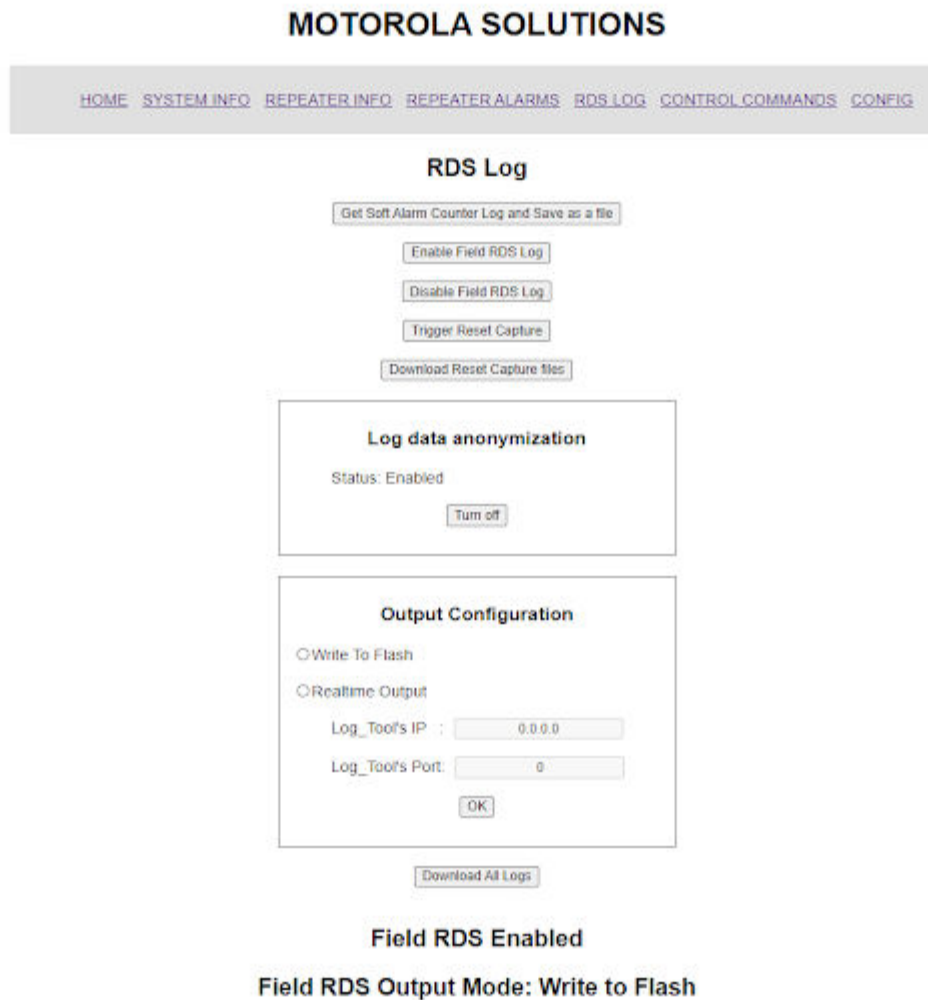 MOTOROLA SOLUTIONS
HOME SYSTEM INFO REPEATER INFO REPEATER ALARMS RDS LOG CONTROL COMMANDS CONFIG
RDS Log
Get Soft Alarm Counter Log and Save as a file
Enable Field RDS Log
Disable Field RDS Log
Trigger Reset Capture
Download Reset Capture files
Log data anonymization
Status: Enabled
Turn off
Output Configuration
Write To Flash
Realtime Output
Log_Tool's IP : 0.0.0.0
Log_Tool's Port: 0
OK
Download All Logs
Field RDS Enabled
Field RDS Output Mode: Write to Flash